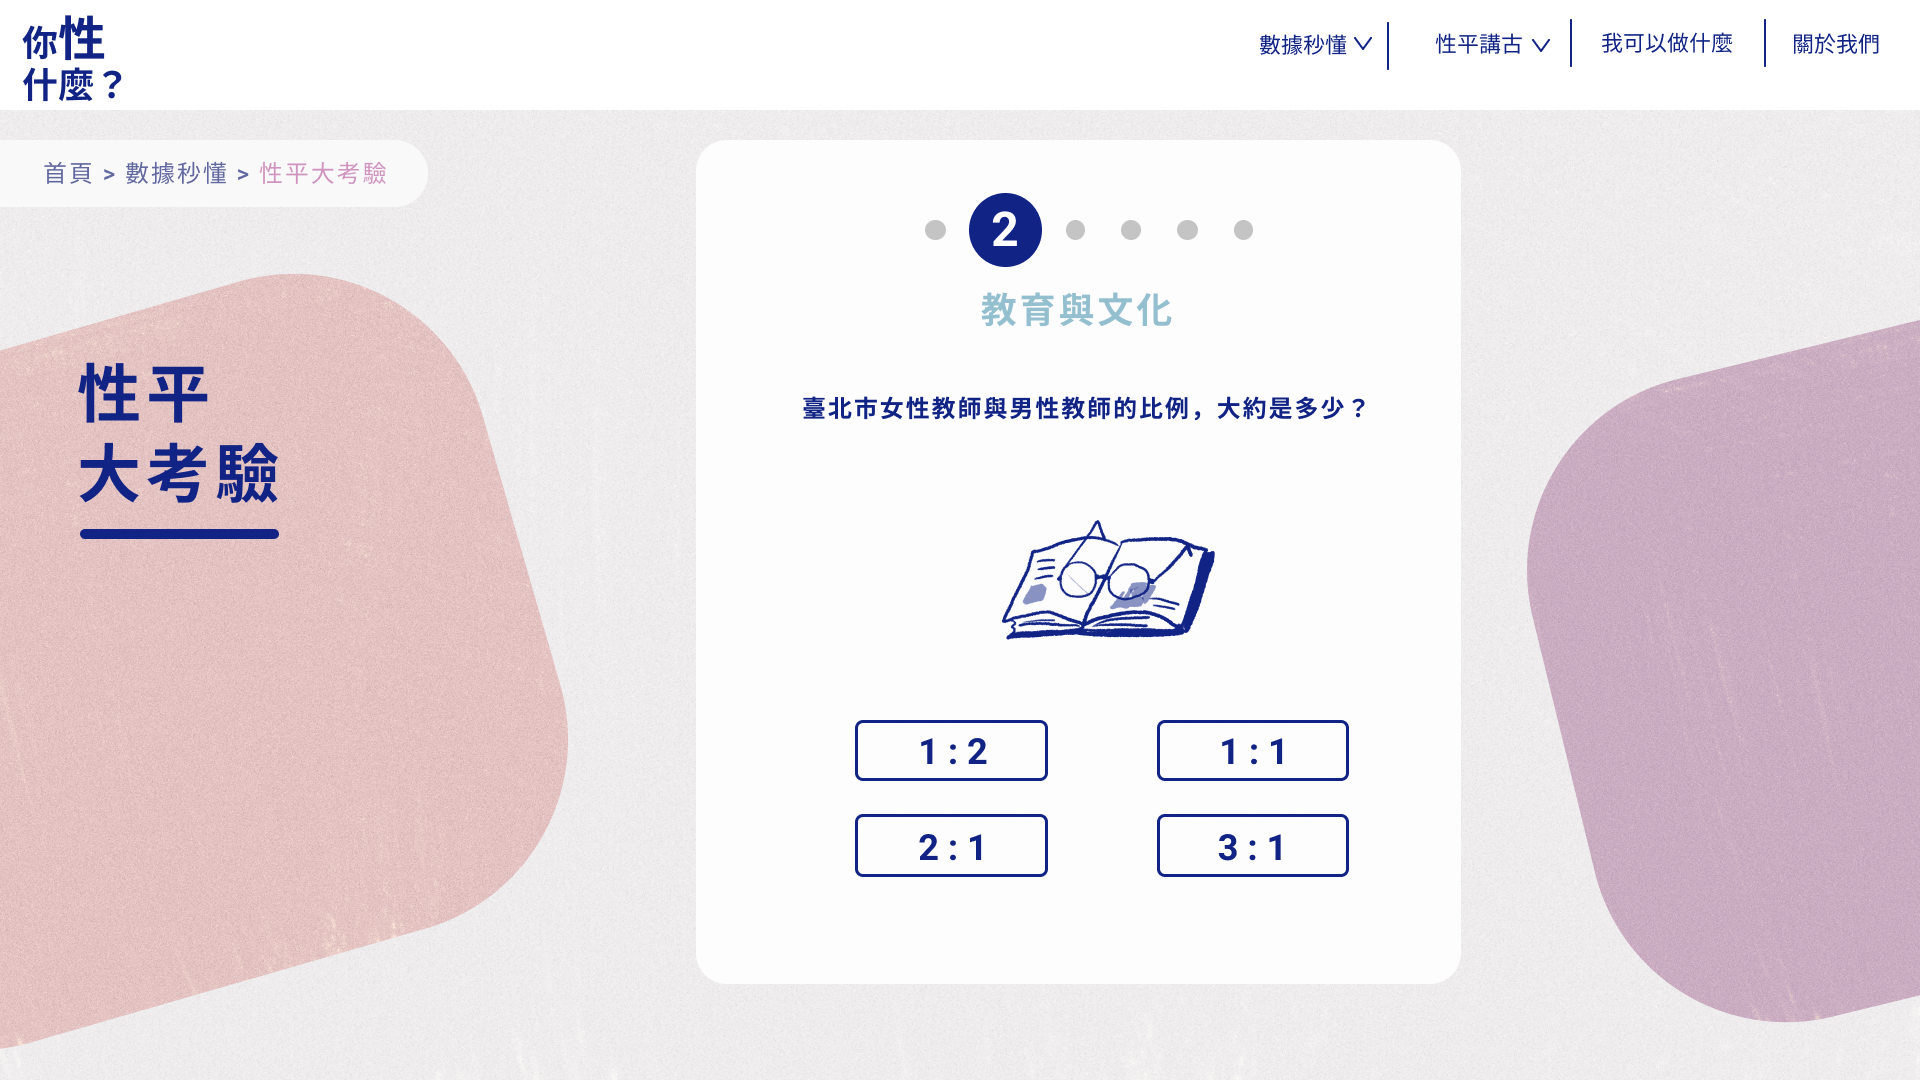 你性
什麼？
數據秒懂
性平講古
我可以做什麼
關於我們
首頁 > 數據秒懂 > 性平大考驗
性平
大考驗
2
教育與文化
臺北市女性教師與男性教師的比例，大約是多少？
1 : 2
1 : 1
2 : 1
3 : 1